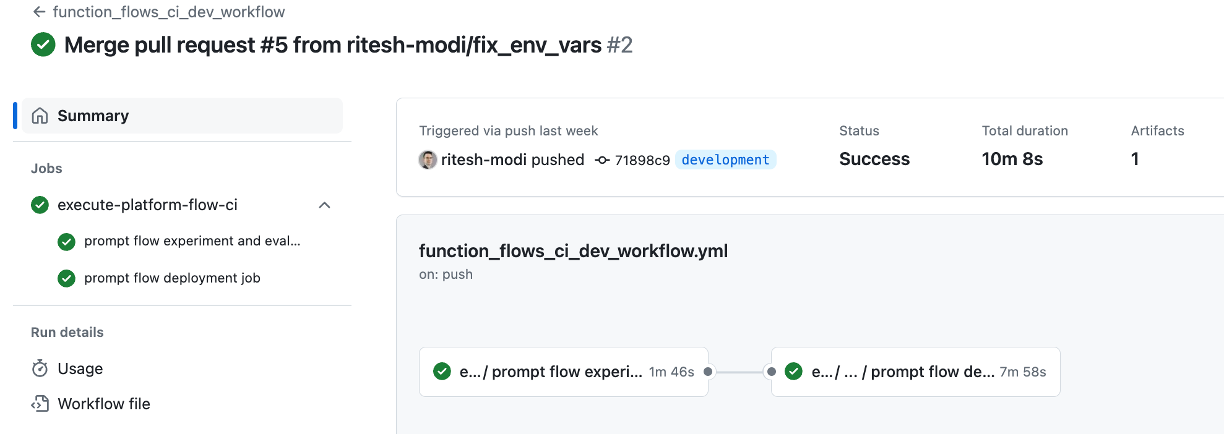 ← function_flows_ci_dev_workflow
Merge pull request #5 from ritesh-modi/fix_env_vars #2
Summary
Jobs
execute-platform-flow-ci
prompt flow experiment and eval...
prompt flow deployment job
Run details
Usage
Workflow file
Triggered via push last week
ritesh-modi pushed 71898c9 development
Status
Success
Total duration
10m 8s
Artifacts
1
function_flows_ci_dev_workflow.yml
on: push
e... / prompt flow experi... 1m 46s
e... / ... / prompt flow de... 7m 58s